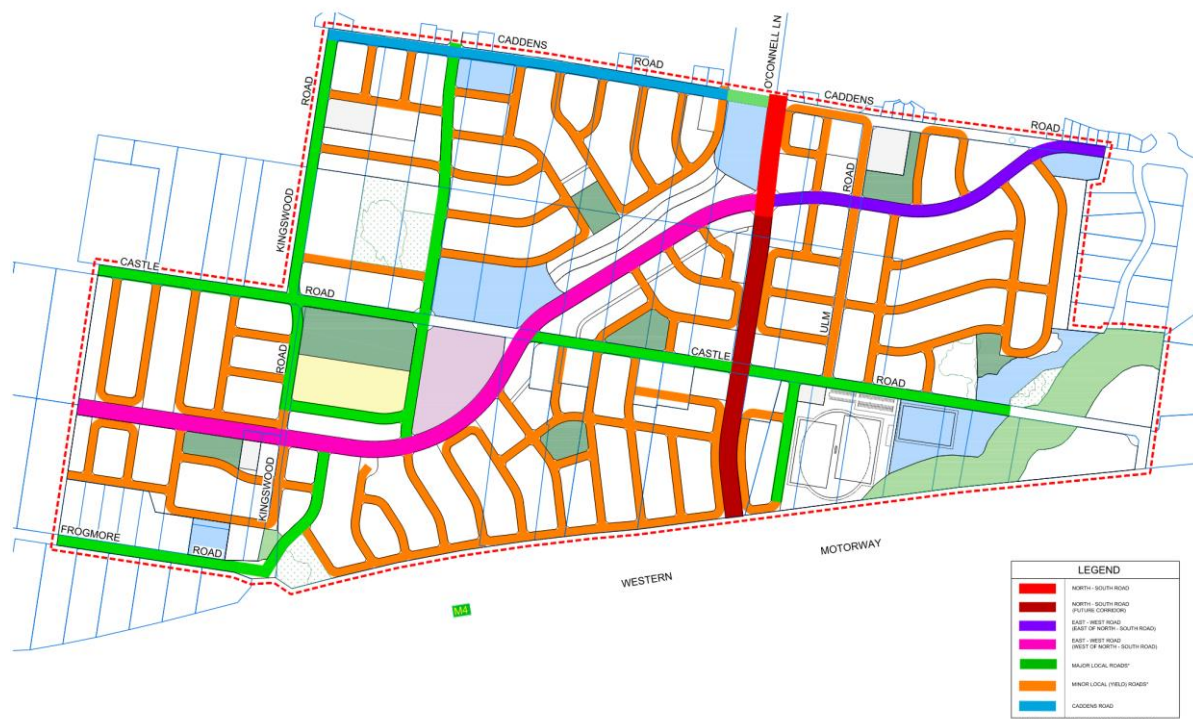 CADDENS
ROAD
O'CONNELL LN
CADDENS
ROAD
ROAD
KINGSWOOD
ROAD
ULM
CASTLE
ROAD
CASTLE
ROAD
ROAD
KINGSWOOD
FROGMORE
ROAD
WESTERN
MOTORWAY
M4
LEGEND
NORTH - SOUTH ROAD
NORTH - SOUTH ROAD
(FUTURE CORRIDOR)
EAST - WEST ROAD
(EAST OF NORTH - SOUTH ROAD)
EAST - WEST ROAD
(WEST OF NORTH - SOUTH ROAD)
MAJOR LOCAL ROADS*
MINOR LOCAL (YIELD) ROADS*
CADDENS ROAD